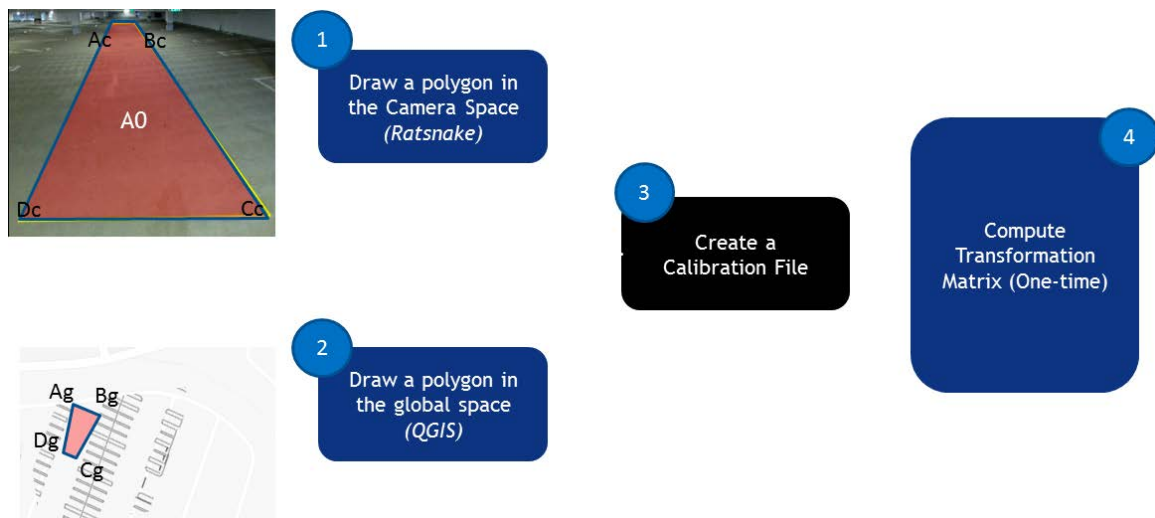 Ac Bc
A0
Dc Cc
1
Draw a polygon in
the Camera Space
(Ratsnake)
Ag Bg
Dg
Cg
2
Draw a polygon in
the global space
(QGIS)
3
Create a
Calibration File
4
Compute
Transformation
Matrix (One-time)